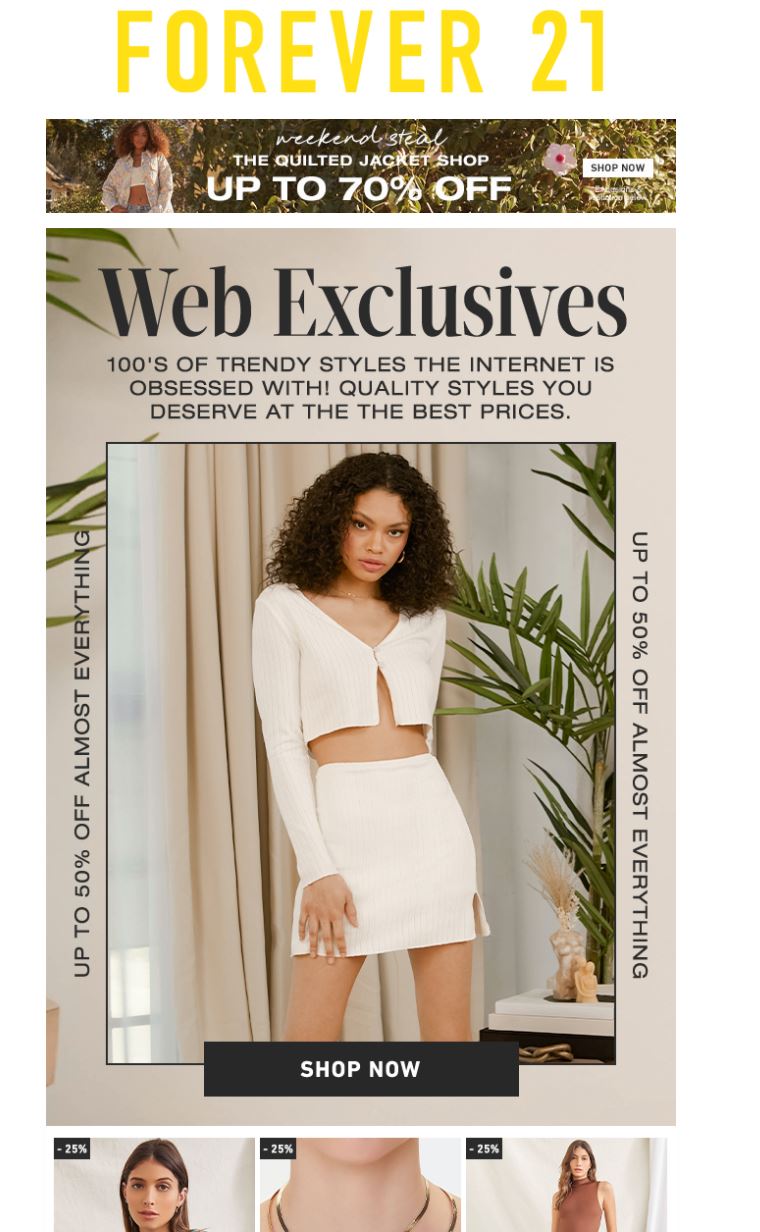 FOREVER 21
weekend steal
THE QUILTED JACKET SHOP
UP TO 70% OFF
SHOP NOW
Web Exclusives
100'S OF TRENDY STYLES THE INTERNET IS
OBSESSED WITH! QUALITY STYLES YOU
DESERVE AT THE THE BEST PRICES.
UP TO 50% OFF ALMOST EVERYTHING
UP TO 50% OFF ALMOST EVERYTHING
SHOP NOW
- 25%
- 25%
- 25%